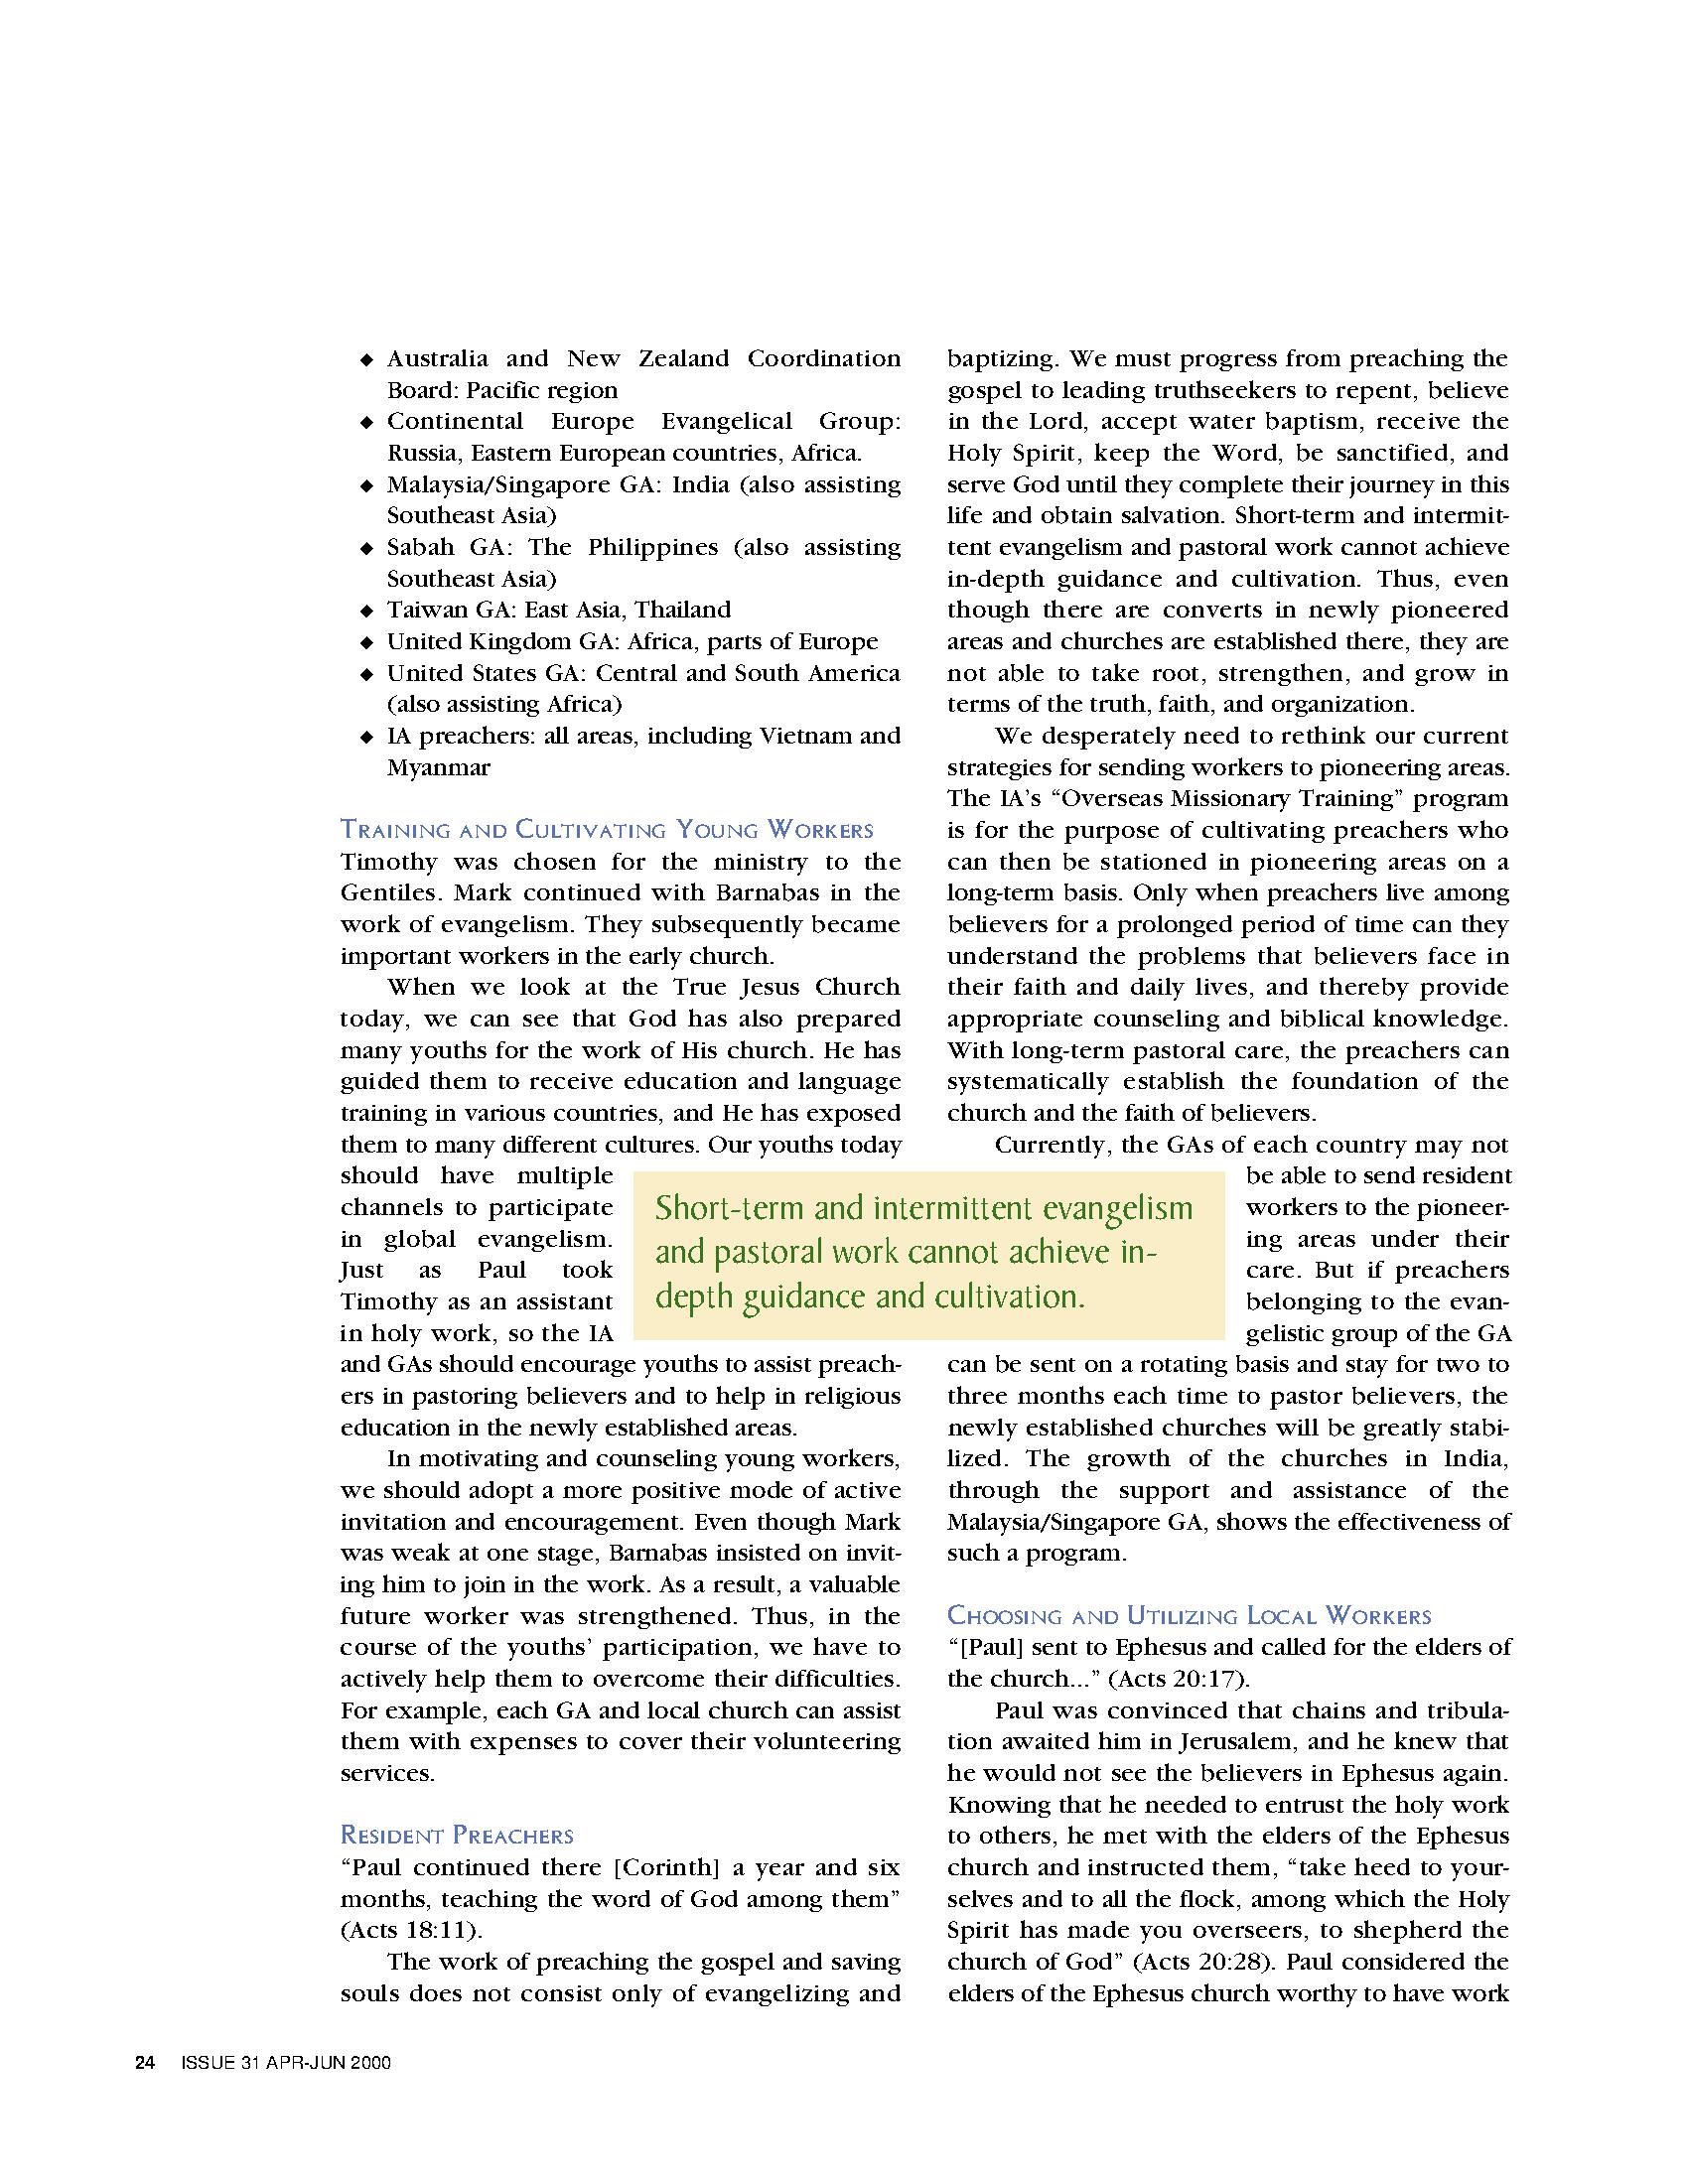 ◆ Australia and New Zealand Coordination
Board: Pacific region
◆ Continental Europe Evangelical Group:
Russia, Eastern European countries, Africa.
◆ Malaysia/Singapore GA: India (also assisting
Southeast Asia)
◆ Sabah GA: The Philippines (also assisting
Southeast Asia)
◆ Taiwan GA: East Asia, Thailand
◆ United Kingdom GA: Africa, parts of Europe
◆ United States GA: Central and South America
(also assisting Africa)
◆ IA preachers: all areas, including Vietnam and
Myanmar
Training and Cultivating Young Workers
Timothy was chosen for the ministry to the
Gentiles. Mark continued with Barnabas in the
work of evangelism. They subsequently became
important workers in the early church.
When we look at the True Jesus Church
today, we can see that God has also prepared
many youths for the work of His church. He has
guided them to receive education and language
training in various countries, and He has exposed
them to many different cultures. Our youths today
should have multiple
channels to participate
in global evangelism.
Just as Paul took
Timothy as an assistant
in holy work, so the IA
and GAs should encourage youths to assist preach-
ers in pastoring believers and to help in religious
education in the newly established areas.
In motivating and counseling young workers,
we should adopt a more positive mode of active
invitation and encouragement. Even though Mark
was weak at one stage, Barnabas insisted on invit-
ing him to join in the work. As a result, a valuable
future worker was strengthened. Thus, in the
course of the youths’ participation, we have to
actively help them to overcome their difficulties.
For example, each GA and local church can assist
them with expenses to cover their volunteering
services.
Resident Preachers
“Paul continued there [Corinth] a year and six
months, teaching the word of God among them”
(Acts 18:11).
The work of preaching the gospel and saving
souls does not consist only of evangelizing and
baptizing. We must progress from preaching the
gospel to leading truthseekers to repent, believe
in the Lord, accept water baptism, receive the
Holy Spirit, keep the Word, be sanctified, and
serve God until they complete their journey in this
life and obtain salvation. Short-term and intermit-
tent evangelism and pastoral work cannot achieve
in-depth guidance and cultivation. Thus, even
though there are converts in newly pioneered
areas and churches are established there, they are
not able to take root, strengthen, and grow in
terms of the truth, faith, and organization.
We desperately need to rethink our current
strategies for sending workers to pioneering areas.
The IA’s “Overseas Missionary Training” program
is for the purpose of cultivating preachers who
can then be stationed in pioneering areas on a
long-term basis. Only when preachers live among
believers for a prolonged period of time can they
understand the problems that believers face in
their faith and daily lives, and thereby provide
appropriate counseling and biblical knowledge.
With long-term pastoral care, the preachers can
systematically establish the foundation of the
church and the faith of believers.
Currently, the GAs of each country may not
be able to send resident
workers to the pioneer-
ing areas under their
care. But if preachers
belonging to the evan-
gelistic group of the GA
can be sent on a rotating basis and stay for two to
three months each time to pastor believers, the
newly established churches will be greatly stabi-
lized. The growth of the churches in India,
through the support and assistance of the
Malaysia/Singapore GA, shows the effectiveness of
such a program.
Short-term and intermittent evangelism
and pastoral work cannot achieve in-
depth guidance and cultivation.
Choosing and Utilizing Local Workers
“[Paul] sent to Ephesus and called for the elders of
the church...” (Acts 20:17).
Paul was convinced that chains and tribula-
tion awaited him in Jerusalem, and he knew that
he would not see the believers in Ephesus again.
Knowing that he needed to entrust the holy work
to others, he met with the elders of the Ephesus
church and instructed them, “take heed to your-
selves and to all the flock, among which the Holy
Spirit has made you overseers, to shepherd the
church of God” (Acts 20:28). Paul considered the
elders of the Ephesus church worthy to have work
24 ISSUE 31 APR-JUN 2000